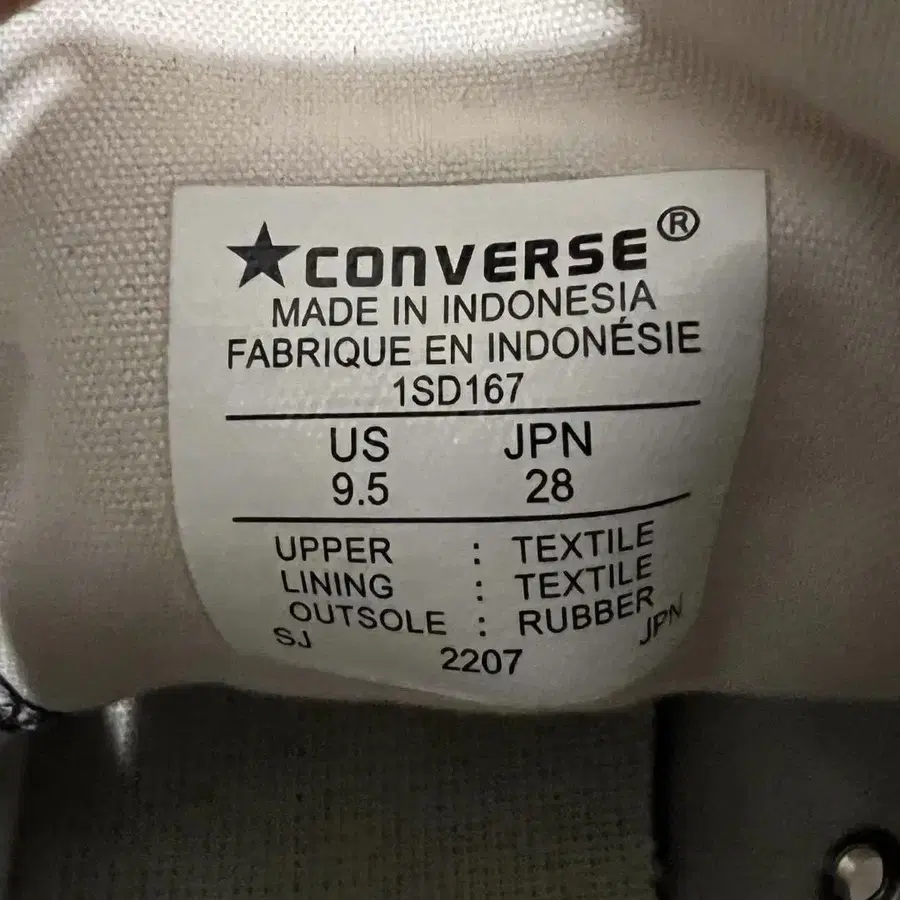 ★CONVERSE®
MADE IN INDONESIA
FABRIQUE EN INDONÉSIE
1SD167
US JPN
9.5 28
UPPER : TEXTILE
LINING : TEXTILE
OUTSOLE : RUBBER
SJ 2207 JPN